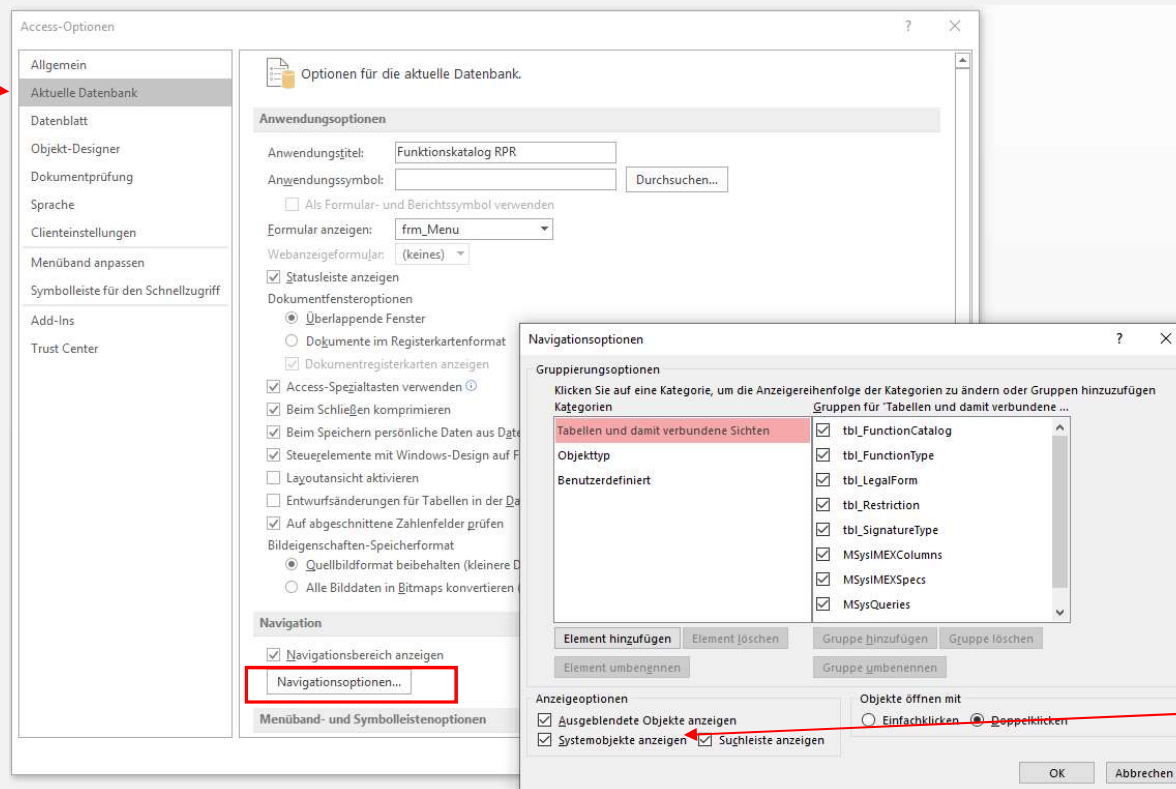 Access-Optionen
?
Allgemein
Aktuelle Datenbank
Datenblatt
Objekt-Designer
Dokumentprüfung
Sprache
Clienteinstellungen
Menüband anpassen
Symbolleiste für den Schnellzugriff
Add-Ins
Trust Center
Optionen für die aktuelle Datenbank.
Anwendungsoptionen
Anwendungstitel: Funktionskatalog RPR
Anwendungssymbol: Durchsuchen...
Als Formular- und Berichtssymbol verwenden
Formular anzeigen: frm_Menu
Webanzeigeformular: (keines)
Statusleiste anzeigen
Dokumentfensteroptionen
Überlappende Fenster
Dokumente im Registerkartenformat
Dokumentregisterkarten anzeigen
Access-Spezialtasten verwenden
Beim Schließen komprimieren
Beim Speichern persönliche Daten aus Date
Steuerelemente mit Windows-Design auf F
Layoutansicht aktivieren
Entwurfsänderungen für Tabellen in der Da
Auf abgeschnittene Zahlenfelder prüfen
Bildeigenschaften-Speicherformat
Quellbildformat beibehalten (kleinere D
Alle Bilddaten in Bitmaps konvertieren (
Navigation
Navigationsbereich anzeigen
Navigationsoptionen...
Menüband- und Symbolleistenoptionen
Navigationsoptionen
?
Gruppierungsoptionen
Klicken Sie auf eine Kategorie, um die Anzeigereihenfolge der Kategorien zu ändern oder Gruppen hinzuzufügen
Kategorien
Tabellen und damit verbundene Sichten
Objekttyp
Benutzerdefiniert
Gruppen für 'Tabellen und damit verbundene ...
tbl_FunctionCatalog
tbl_FunctionType
tbl_LegalForm
tbl_Restriction
tbl_SignatureType
MSysIMEXColumns
MSysIMEXSpecs
MSysQueries
Element hinzufügen Element löschen
Element umbenennen
Gruppe hinzufügen Gruppe löschen
Gruppe umbenennen
Anzeigeoptionen
Ausgeblendete Objekte anzeigen
Systemobjekte anzeigen Suchleiste anzeigen
Objekte öffnen mit
Einfachklicken Doppelklicken
OK Abbrechen